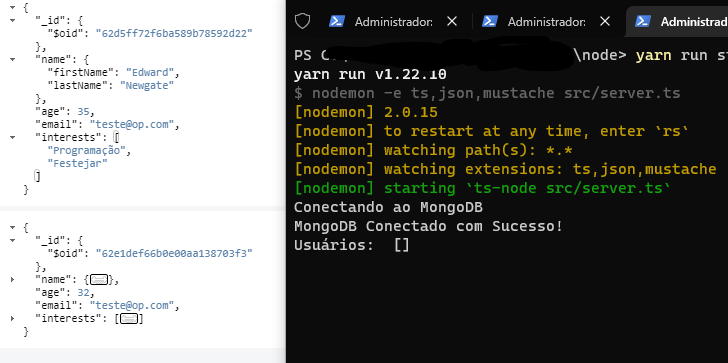 {
"_id": {
"$oid": "62d5ff72f6ba589b78592d22"
},
"name": {
"firstName": "Edward",
"lastName": "Newgate"
},
"age": 35,
"email": "teste@op.com",
"interests": [
"Programação",
"Festejar"
]
}
{
"_id": {
"$oid": "62e1def66b0e00aa138703f3"
},
"name": {},
"age": 32,
"email": "teste@op.com",
"interests": []
}
Administrador: Administrador: Administrad
PS C \node> yarn run s
yarn run v1.22.10
$ nodemon -e ts,json,mustache src/server.ts
[nodemon] 2.0.15
[nodemon] to restart at any time, enter `rs`
[nodemon] watching path(s): *.*
[nodemon] watching extensions: ts,json,mustache
[nodemon] starting `ts-node src/server.ts`
Conectando ao MongoDB
MongoDB Conectado com Sucesso!
Usuários:  []